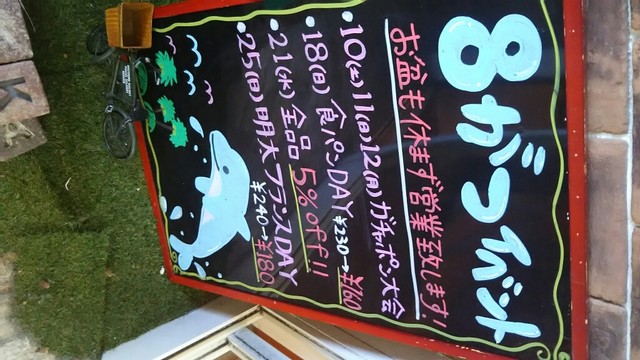 8がつイベント
お盆も休まず営業致します!
•10(土)11(日)12(月)ガチャポン大会
•18(日) 食パンDAY ¥230→¥160
•21(水) 全品5%off!!
•25(日) 明太フランスDAY
¥240→¥180